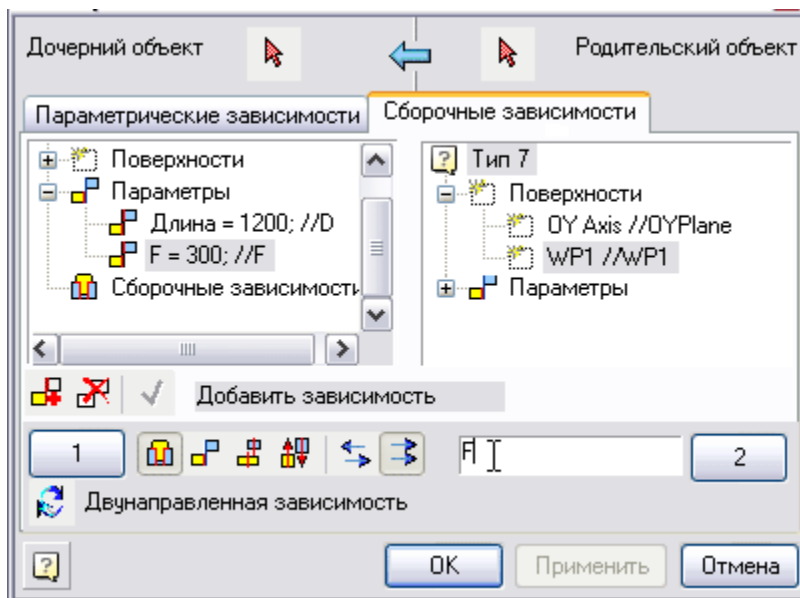 Дочерний объект
Родительский объект
Параметрические зависимости
Сборочные зависимости
Поверхности
Параметры
Длина = 1200; //D
F = 300; //F
Сборочные зависимости
Тип 7
Поверхности
OY Axis //OYPlane
WP1 //WP1
Параметры
Добавить зависимость
1
F
2
Двунаправленная зависимость
OK
Применить
Отмена